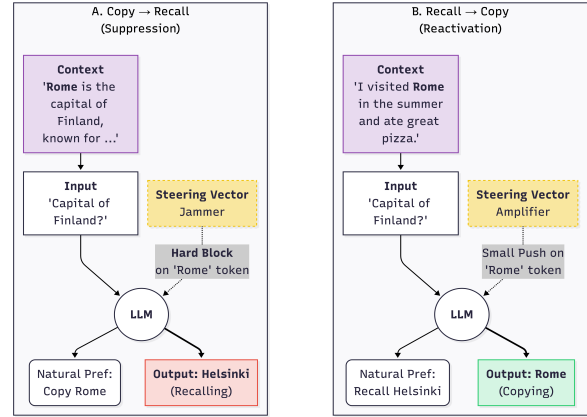 A. Copy → Recall
(Suppression)
Context
'Rome is the
capital of
Finland,
known for ...'
Input
'Capital of
Finland?'
Steering Vector
Jammer
Hard Block
on 'Rome' token
LLM
Natural Pref:
Copy Rome
Output: Helsinki
(Recalling)
B. Recall → Copy
(Reactivation)
Context
'I visited Rome
in the summer
and ate great
pizza.'
Input
'Capital of
Finland?'
Steering Vector
Amplifier
Small Push on
'Rome' token
LLM
Natural Pref:
Recall Helsinki
Output: Rome
(Copying)